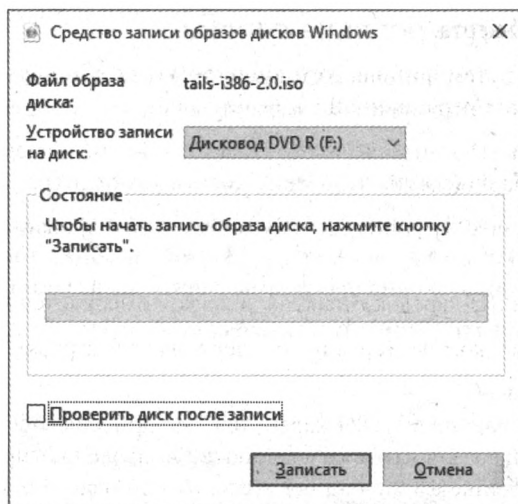 Средство записи образов дисков Windows
Файл образа
диска:
tails-i386-2.0.iso
Устройство записи
на диск:
Дисковод DVD R (F:)
Состояние
Чтобы начать запись образа диска, нажмите кнопку
"Записать".
Проверить диск после записи
Записать
Отмена